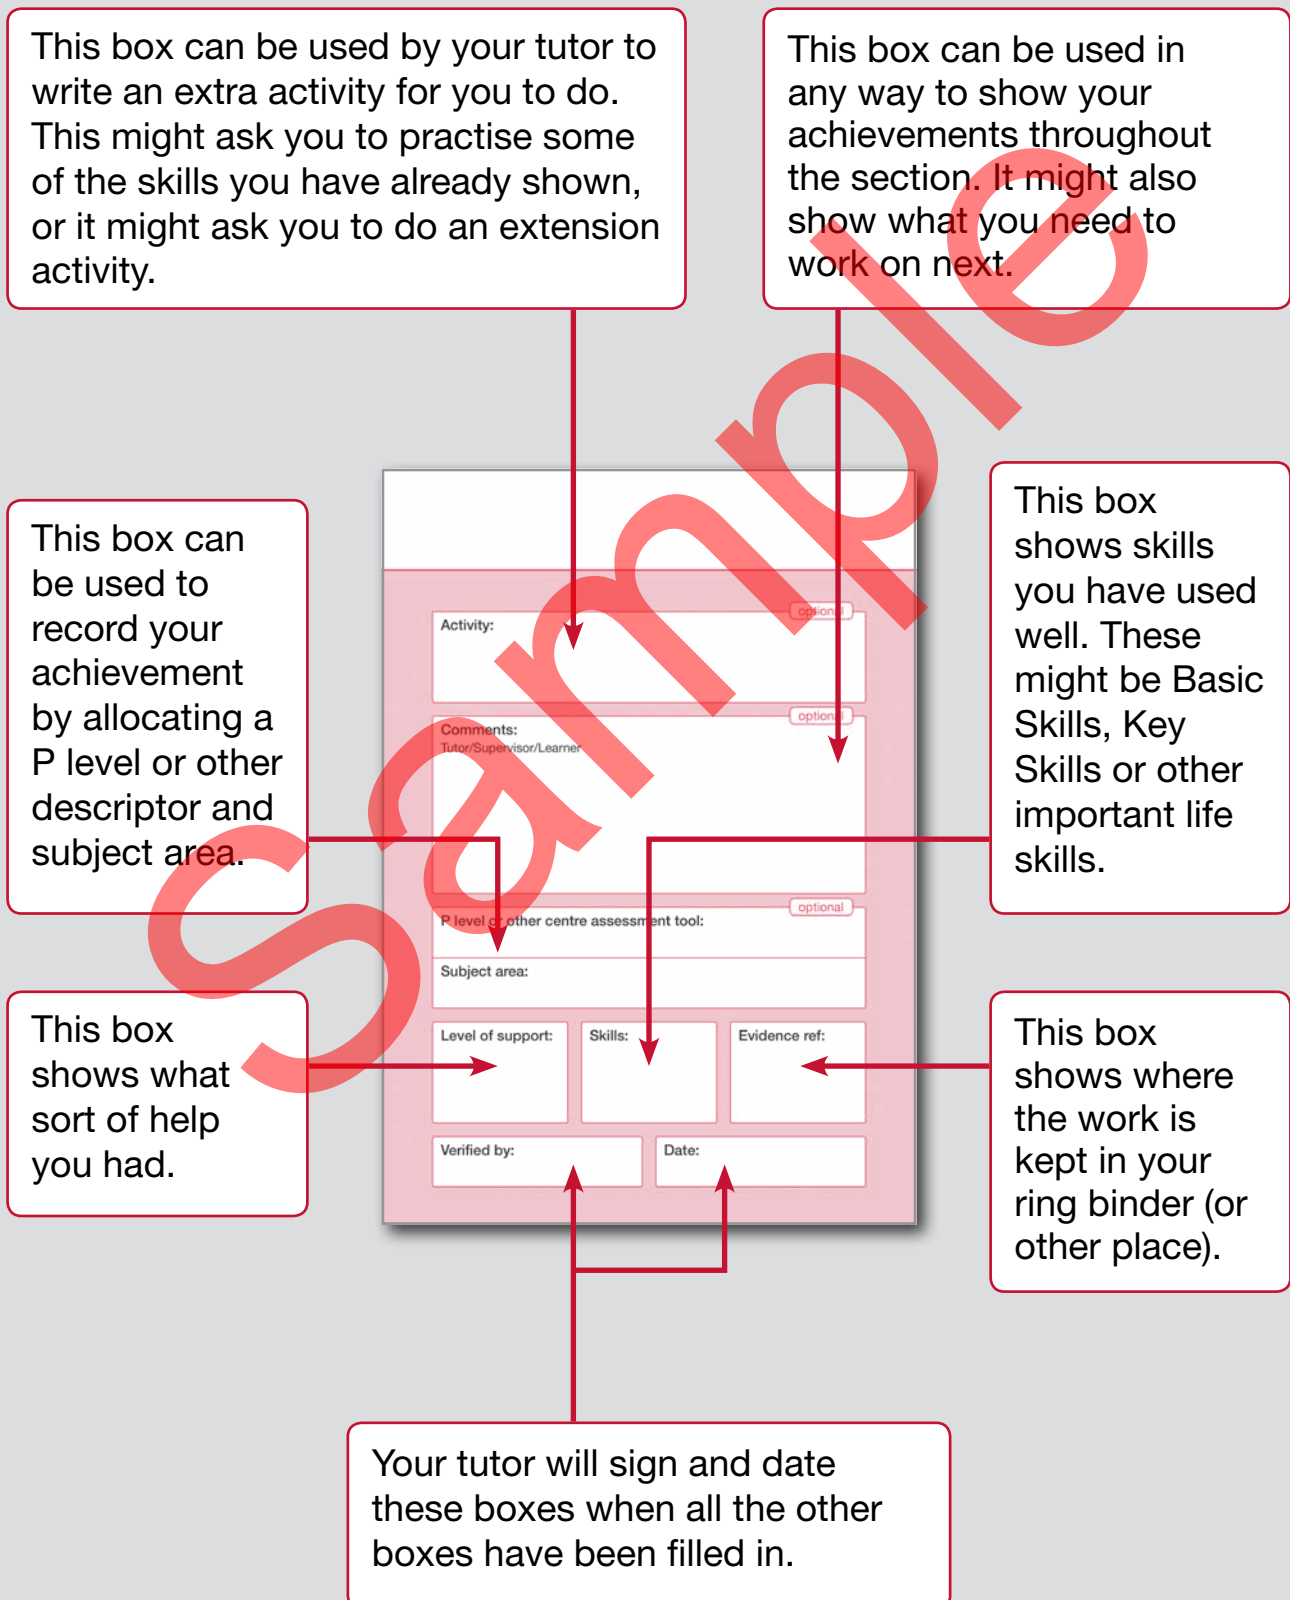 This box can be used by your tutor to
write an extra activity for you to do.
This might ask you to practise some
of the skills you have already shown,
or it might ask you to do an extension
activity.
This box can be used in
any way to show your
achievements throughout
the section. It might also
show what you need to
work on next.
This box can
be used to
record your
achievement
by allocating a
P level or other
descriptor and
subject area.
This box
shows skills
you have used
well. These
might be Basic
Skills, Key
Skills or other
important life
skills.
optional
Activity:
optional
Comments:
Tutor/Supervisor/Learner
optional
P level or other centre assessment tool:
Subject area:
Level of support:
Skills:
Evidence ref:
Verified by:
Date:
This box
shows what
sort of help
you had.
This box
shows where
the work is
kept in your
ring binder (or
other place).
Your tutor will sign and date
these boxes when all the other
boxes have been filled in.
Sample